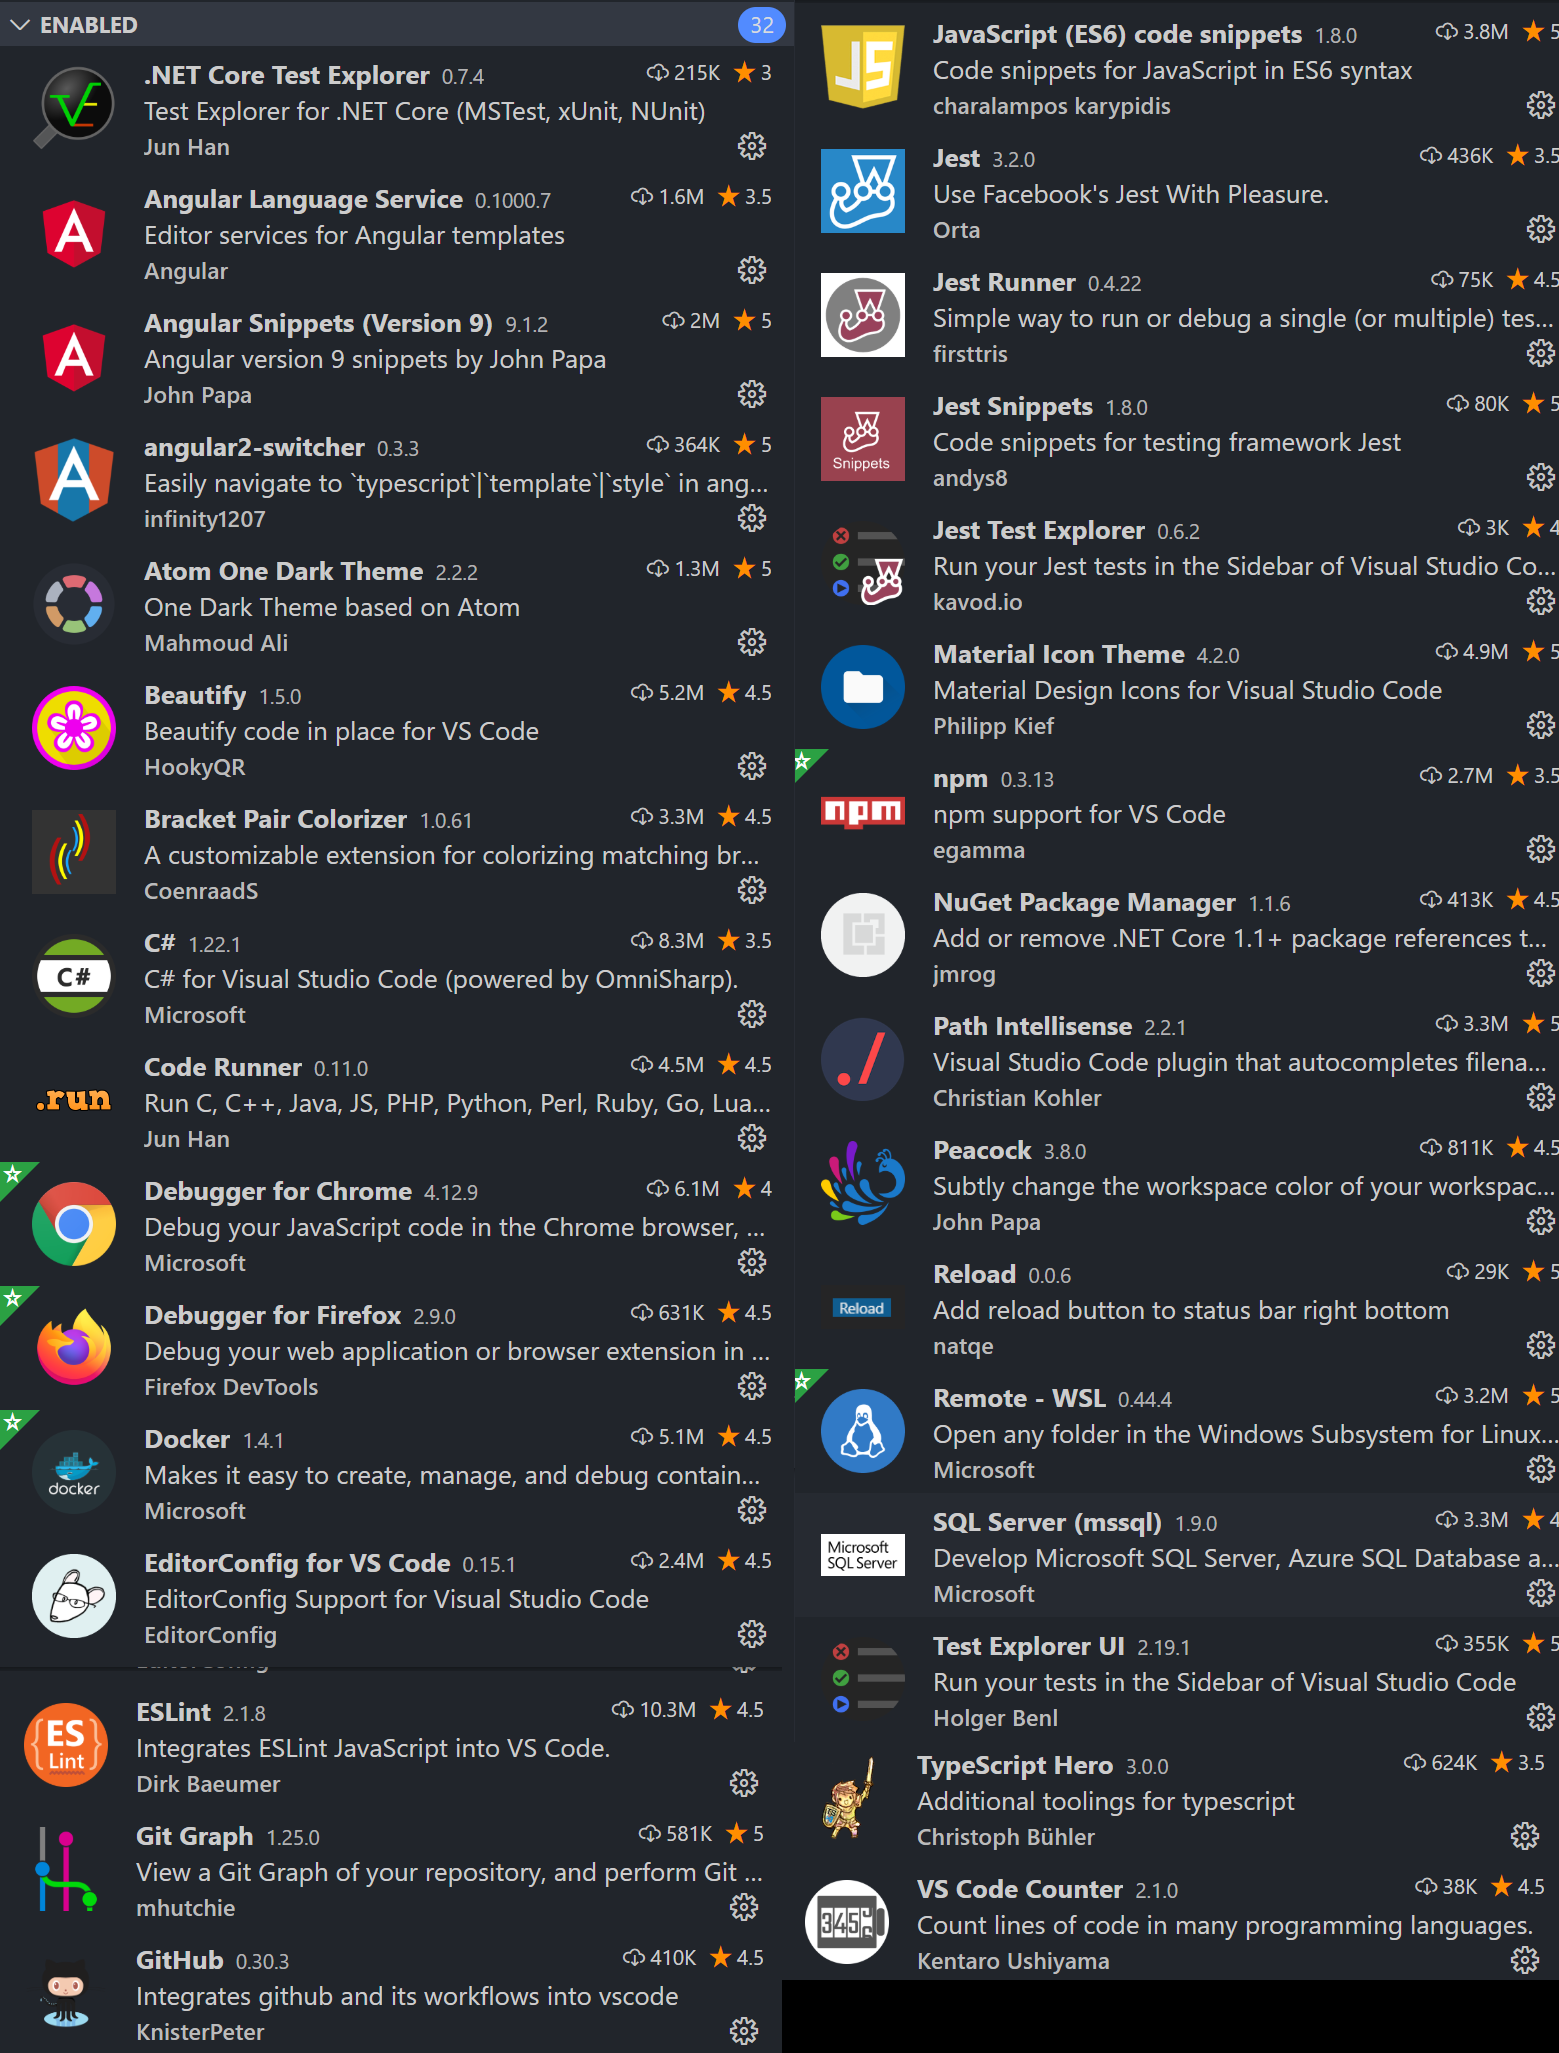 ENABLED 32
.NET Core Test Explorer 0.7.4 215K 3
Test Explorer for .NET Core (MSTest, xUnit, NUnit)
Jun Han
Angular Language Service 0.1000.7 1.6M 3.5
Editor services for Angular templates
Angular
Angular Snippets (Version 9) 9.1.2 2M 5
Angular version 9 snippets by John Papa
John Papa
angular2-switcher 0.3.3 364K 5
Easily navigate to `typescript`|`template`|`style` in ang...
infinity1207
Atom One Dark Theme 2.2.2 1.3M 5
One Dark Theme based on Atom
Mahmoud Ali
Beautify 1.5.0 5.2M 4.5
Beautify code in place for VS Code
HookyQR
Bracket Pair Colorizer 1.0.61 3.3M 4.5
A customizable extension for colorizing matching br...
CoenraadS
C# 1.22.1 8.3M 3.5
C#
C# for Visual Studio Code (powered by OmniSharp).
Microsoft
Code Runner 0.11.0 4.5M 4.5
.run
Run C, C++, Java, JS, PHP, Python, Perl, Ruby, Go, Lua...
Jun Han
Debugger for Chrome 4.12.9 6.1M 4
Debug your JavaScript code in the Chrome browser, ...
Microsoft
Debugger for Firefox 2.9.0 631K 4.5
Debug your web application or browser extension in ...
Firefox DevTools
Docker 1.4.1 5.1M 4.5
docker
Makes it easy to create, manage, and debug contain...
Microsoft
EditorConfig for VS Code 0.15.1 2.4M 4.5
EditorConfig Support for Visual Studio Code
EditorConfig
ESLint 2.1.8 10.3M 4.5
{ES}
Lint
Integrates ESLint JavaScript into VS Code.
Dirk Baeumer
Git Graph 1.25.0 581K 5
View a Git Graph of your repository, and perform Git ...
mhutchie
GitHub 0.30.3 410K 4.5
Integrates github and its workflows into vscode
KnisterPeter
JavaScript (ES6) code snippets 1.8.0 3.8M 5
JS
Code snippets for JavaScript in ES6 syntax
charalampos karypidis
Jest 3.2.0 436K 3.5
Use Facebook's Jest With Pleasure.
Orta
Jest Runner 0.4.22 75K 4.5
Simple way to run or debug a single (or multiple) tes...
firsttris
Jest Snippets 1.8.0 80K 5
Snippets
Code snippets for testing framework Jest
andys8
Jest Test Explorer 0.6.2 3K 4
Run your Jest tests in the Sidebar of Visual Studio Co...
kavod.io
Material Icon Theme 4.2.0 4.9M 5
Material Design Icons for Visual Studio Code
Philipp Kief
npm 0.3.13 2.7M 3.5
npm
npm support for VS Code
egamma
NuGet Package Manager 1.1.6 413K 4.5
Add or remove .NET Core 1.1+ package references t...
jmrog
Path Intellisense 2.2.1 3.3M 5
./
Visual Studio Code plugin that autocompletes filena...
Christian Kohler
Peacock 3.8.0 811K 4.5
Subtly change the workspace color of your workspac...
John Papa
Reload 0.0.6 29K 5
Reload
Add reload button to status bar right bottom
natqe
Remote - WSL 0.44.4 3.2M 5
Open any folder in the Windows Subsystem for Linux...
Microsoft
SQL Server (mssql) 1.9.0 3.3M 4
Microsoft
SQL Server
Develop Microsoft SQL Server, Azure SQL Database a...
Microsoft
Test Explorer UI 2.19.1 355K 5
Run your tests in the Sidebar of Visual Studio Code
Holger Benl
TypeScript Hero 3.0.0 624K 3.5
Additional toolings for typescript
Christoph Bühler
VS Code Counter 2.1.0 38K 4.5
Count lines of code in many programming languages.
Kentaro Ushiyama